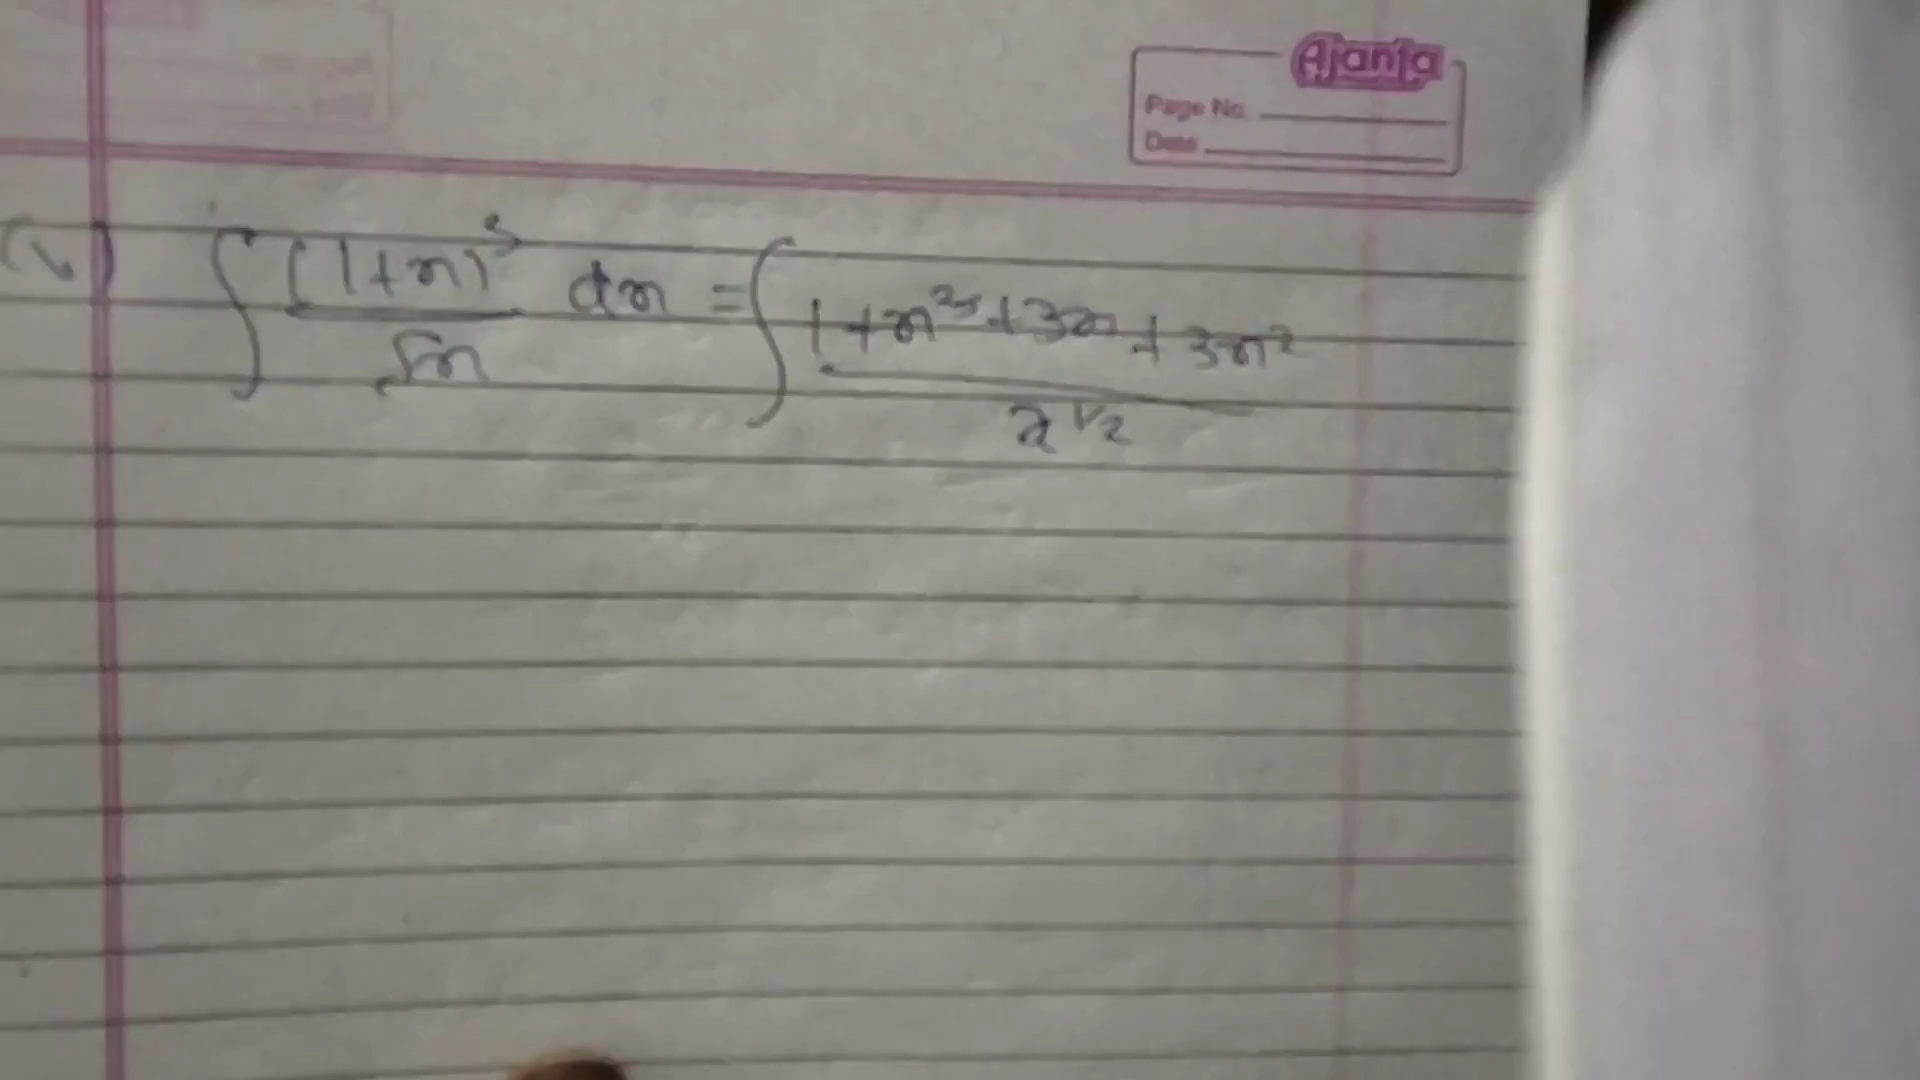 Ajanta
Page No.
Date
(v) ∫ (1+x)³/√x dx = ∫ 1+x³+3x+3x² / x^1/2